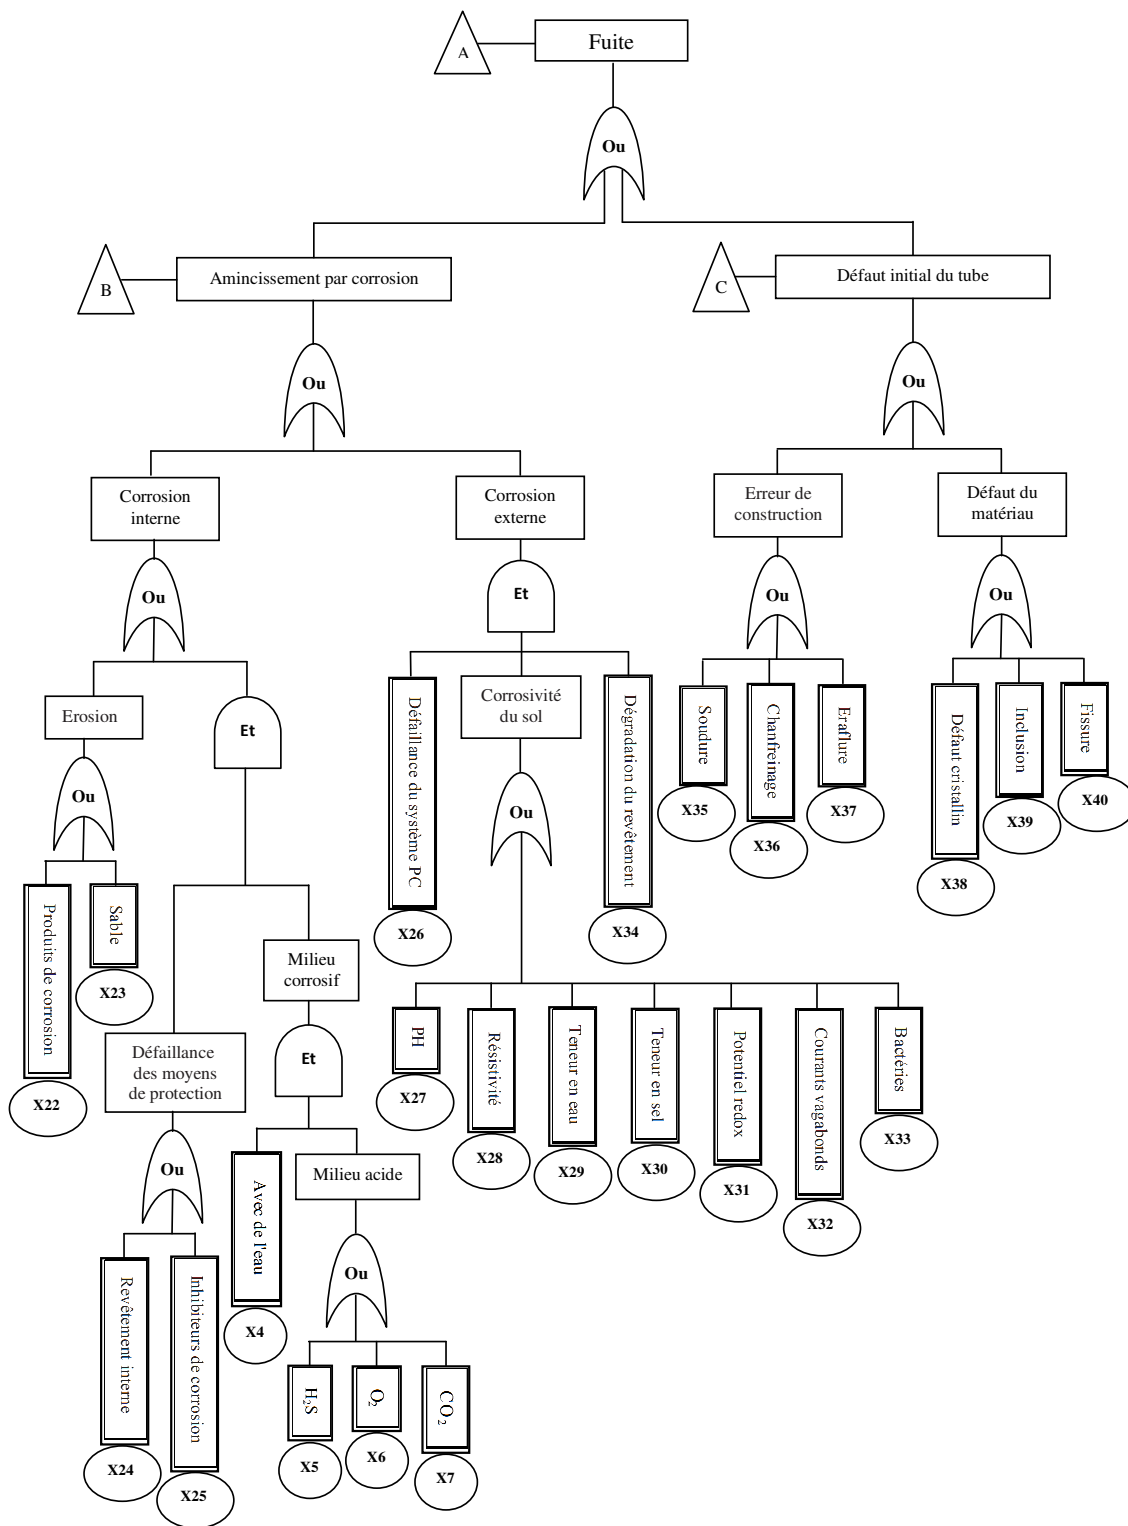 Fuite
A
Ou
Amincissement par corrosion
B
Défaut initial du tube
C
Ou
Ou
Corrosion
interne
Corrosion
externe
Erreur de
construction
Défaut du
matériau
Ou
Et
Ou
Ou
Erosion
Et
Défaillance du système PC
Corrosivité
du sol
Dégradation du revêtement
Soudure
Chanfreinage
Eraflure
Défaut cristallin
Inclusion
Fissure
X35
X36
X37
X38
X39
X40
Ou
Ou
Produits de corrosion
Sable
X26
X34
X23
X22
Milieu
corrosif
Défaillance
des moyens
de protection
Et
PH
Résistivité
Teneur en eau
Teneur en sel
Potentiel redox
Courants vagabonds
Bactéries
X27
X28
X29
X30
X31
X32
X33
Ou
Avec de l'eau
Milieu acide
X4
Ou
Revêtement interne
Inhibiteurs de corrosion
X24
X25
H₂S
O₂
CO₂
X5
X6
X7